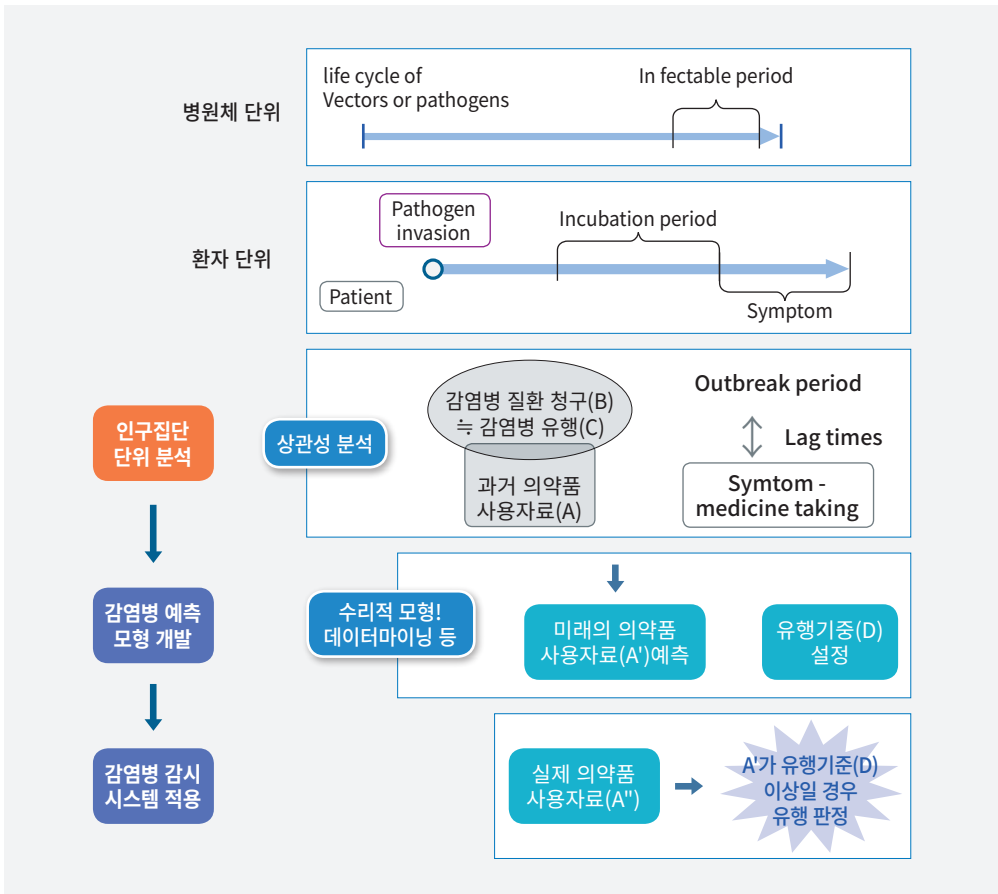 병원체 단위
life cycle of
Vectors or pathogens
In fectable period
환자 단위
Pathogen
invasion
Patient
Incubation period
Symptom
인구집단
단위 분석
상관성 분석
감염병 질환 청구(B)
≒ 감염병 유행(C)
과거 의약품
사용자료(A)
Outbreak period
Lag times
Symtom -
medicine taking
감염병 예측
모형 개발
수리적 모형!
데이터마이닝 등
미래의 의약품
사용자료(A')예측
유행기중(D)
설정
감염병 감시
시스템 적용
실제 의약품
사용자료(A")
A'가 유행기준(D)
이상일 경우
유행 판정